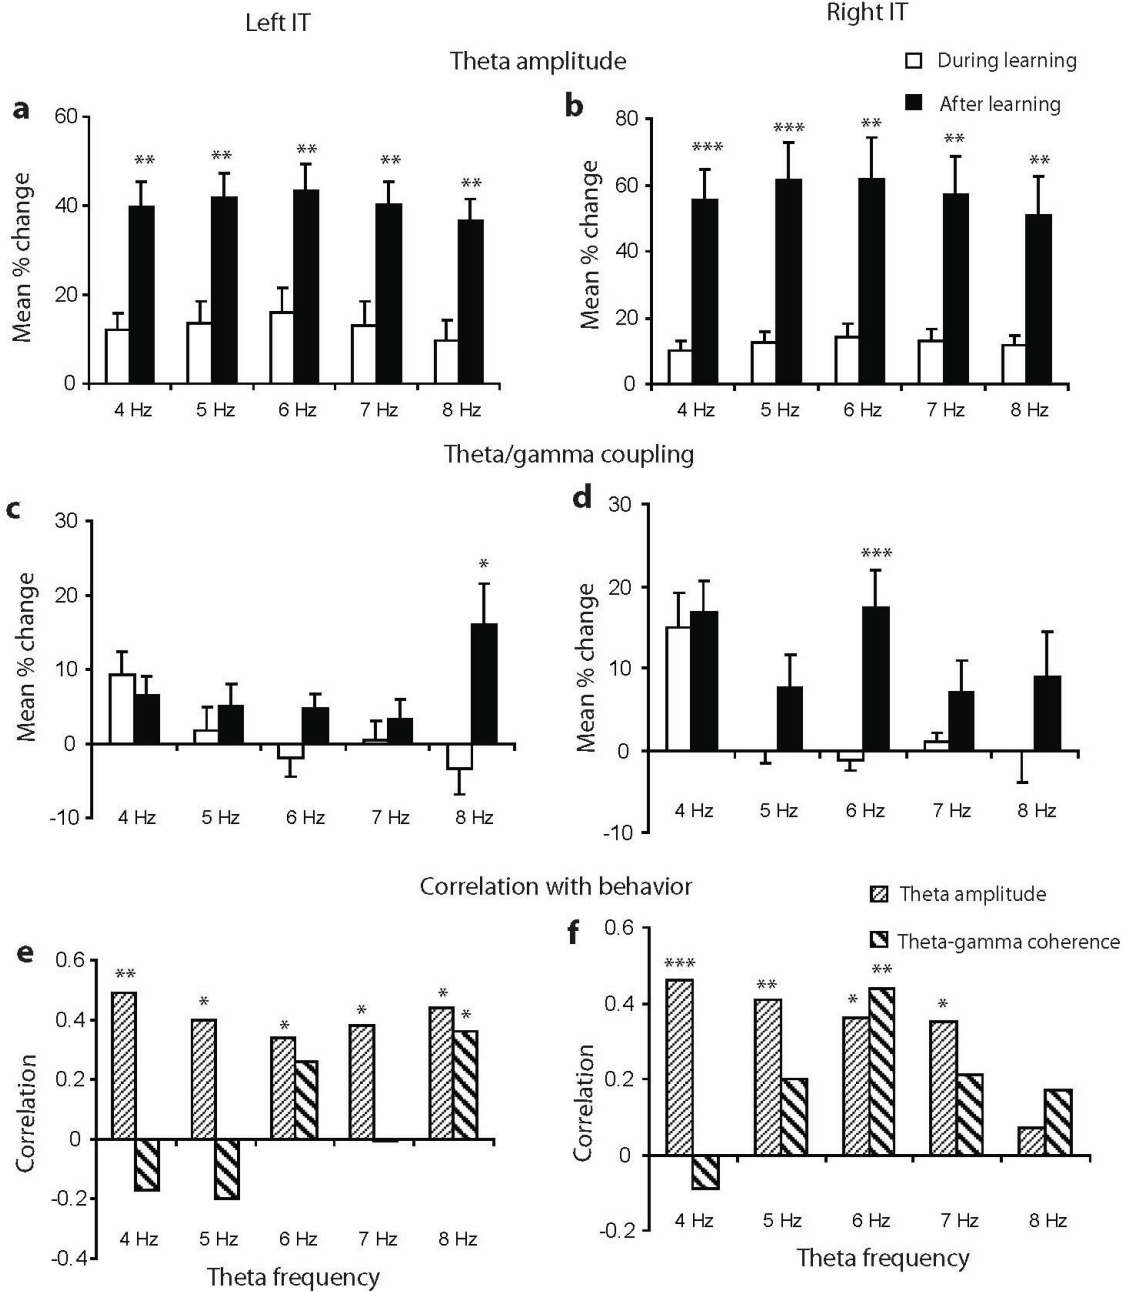 Left IT
Right IT
Theta amplitude
During learning
After learning
a
60
40
20
0
Mean % change
**
**
**
**
**
4 Hz
5 Hz
6 Hz
7 Hz
8 Hz
b
80
60
40
20
0
Mean % change
***
***
**
**
**
4 Hz
5 Hz
6 Hz
7 Hz
8 Hz
Theta/gamma coupling
c
30
20
10
0
-10
Mean % change
*
4 Hz
5 Hz
6 Hz
7 Hz
8 Hz
d
30
20
10
0
-10
Mean % change
***
4 Hz
5 Hz
6 Hz
7 Hz
8 Hz
Correlation with behavior
Theta amplitude
Theta-gamma coherence
e
0.6
0.4
0.2
0
-0.2
-0.4
Correlation
**
*
*
*
*
*
4 Hz
5 Hz
6 Hz
7 Hz
8 Hz
Theta frequency
f
0.6
0.4
0.2
0
-0.2
Correlation
***
**
*
**
*
4 Hz
5 Hz
6 Hz
7 Hz
8 Hz
Theta frequency